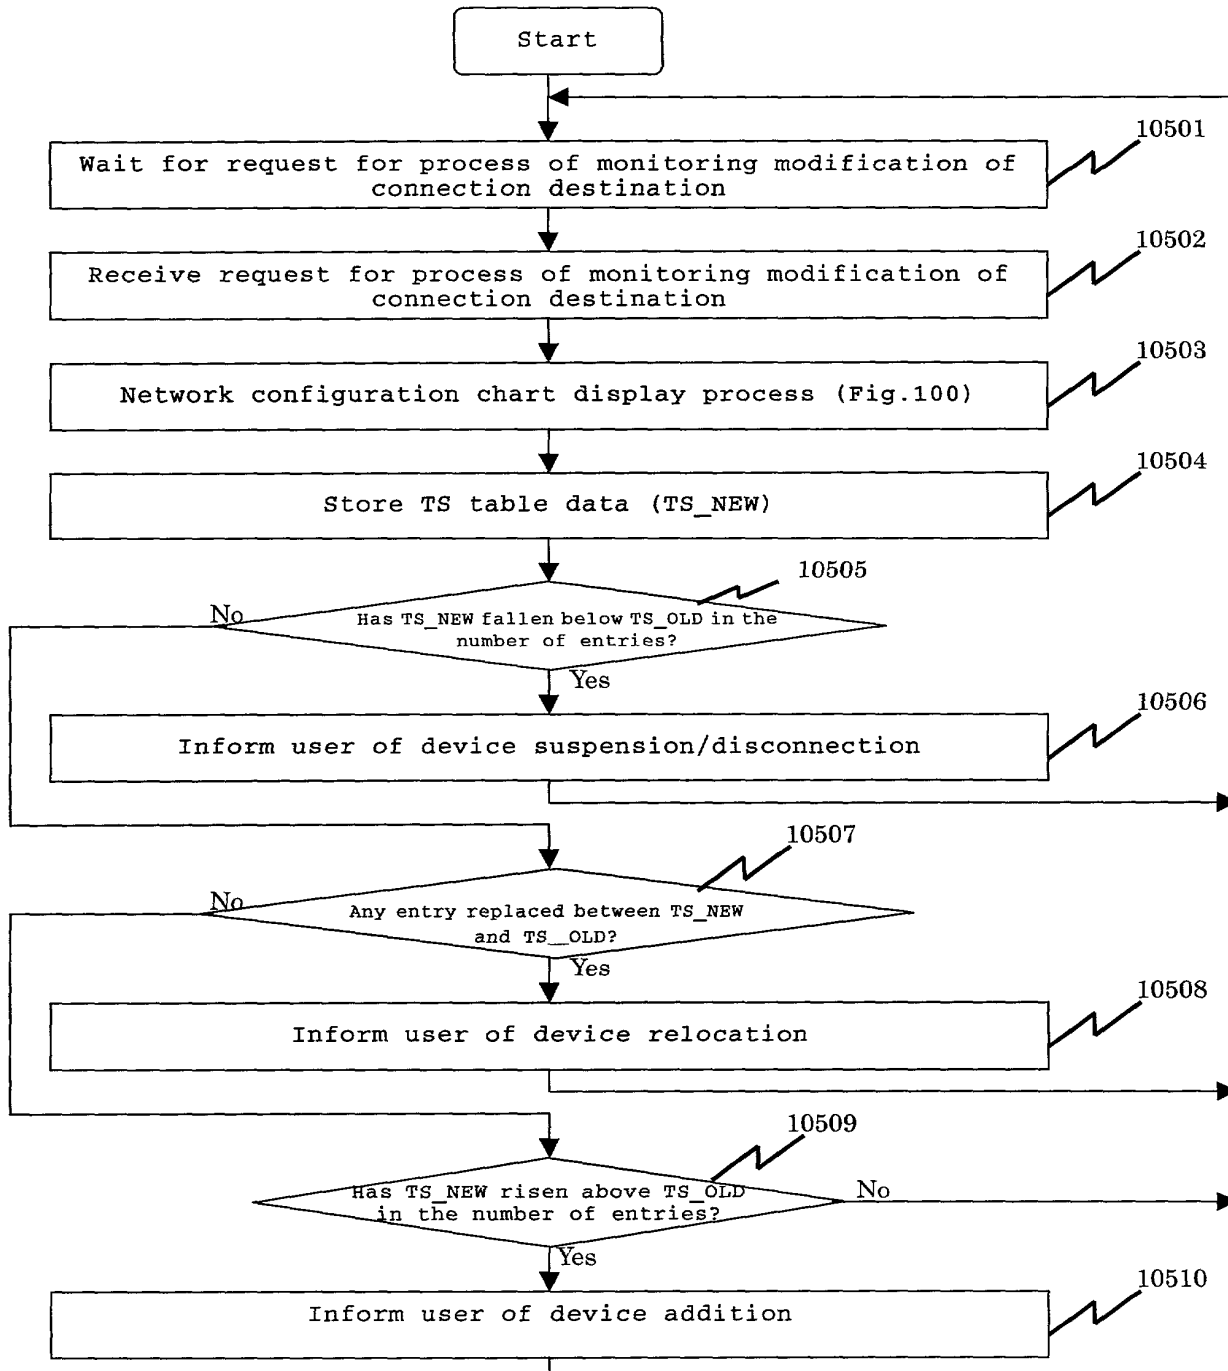 Start
10501
Wait for request for process of monitoring modification of
connection destination
10502
Receive request for process of monitoring modification of
connection destination
10503
Network configuration chart display process (Fig.100)
10504
Store TS table data (TS_NEW)
10505
No
Has TS_NEW fallen below TS_OLD in the
number of entries?
Yes
10506
Inform user of device suspension/disconnection
10507
No
Any entry replaced between TS_NEW
and TS_OLD?
Yes
10508
Inform user of device relocation
10509
Has TS_NEW risen above TS_OLD
in the number of entries?
No
Yes
10510
Inform user of device addition